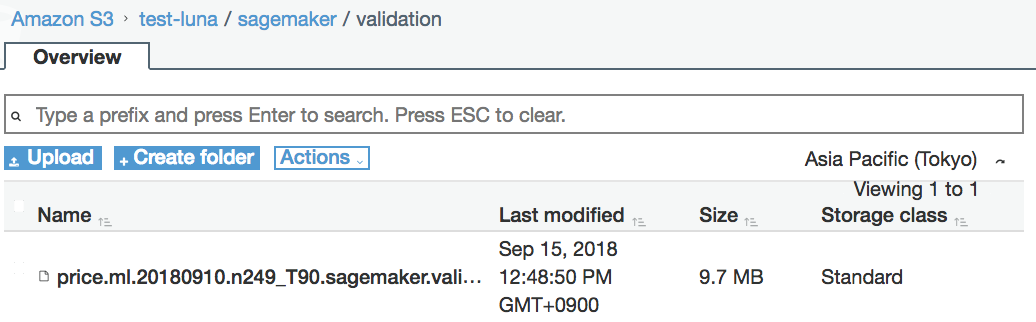 Amazon S3 › test-luna / sagemaker / validation
Overview
Type a prefix and press Enter to search. Press ESC to clear.
Upload + Create folder Actions
Asia Pacific (Tokyo)
Viewing 1 to 1
Name Last modified Size Storage class
price.ml.20180910.n249_T90.sagemaker.vali… Sep 15, 2018 12:48:50 PM GMT+0900 9.7 MB Standard